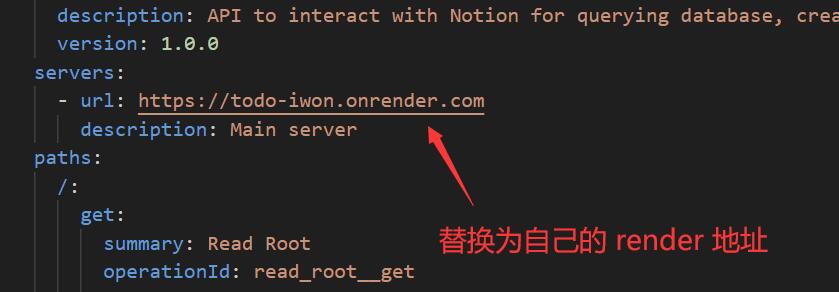 description: API to interact with Notion for querying database, crea
version: 1.0.0
servers:
- url: https://todo-iwon.onrender.com
description: Main server
paths:
/:
get:
summary: Read Root
替换为自己的 render 地址
operationId: read_root__get